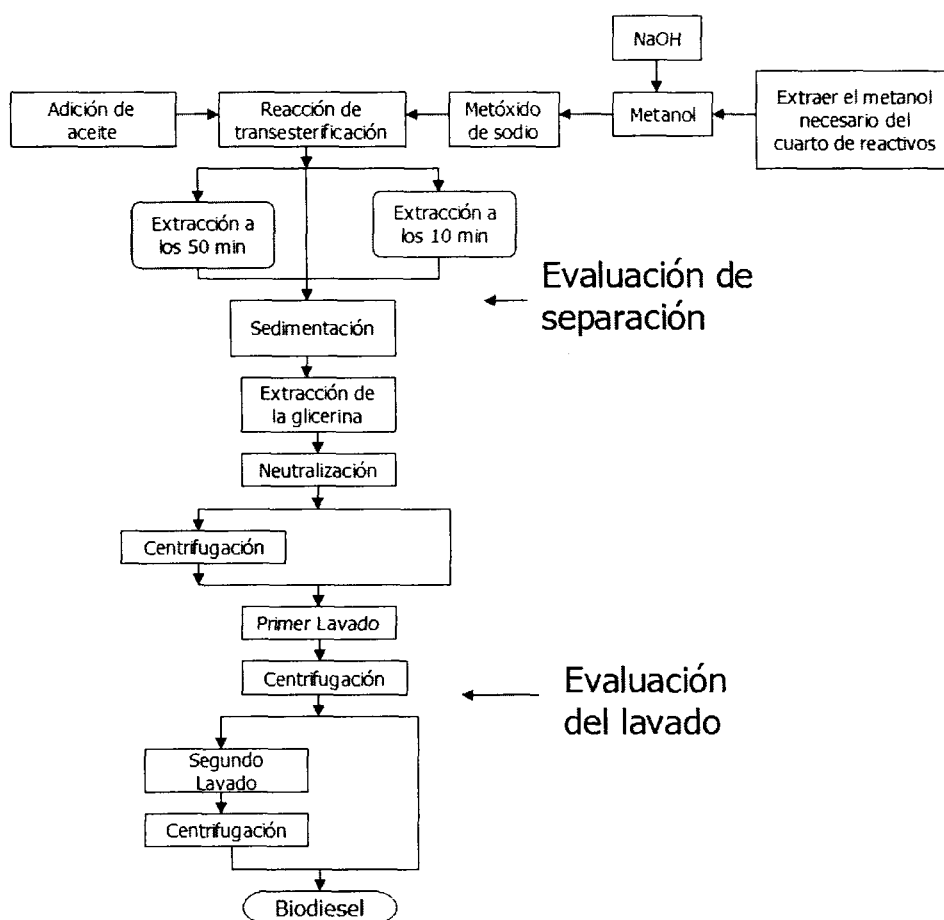 NaOH
Adición de
aceite
Reacción de
transesterificación
Metóxido
de sodio
Metanol
Extraer el metanol
necesario del
cuarto de reactivos
Extracción a
los 50 min
Extracción a
los 10 min
Evaluación de
separación
Sedimentación
Extracción de
la glicerina
Neutralización
Centrifugación
Primer Lavado
Centrifugación
Evaluación
del lavado
Segundo
Lavado
Centrifugación
Biodiesel